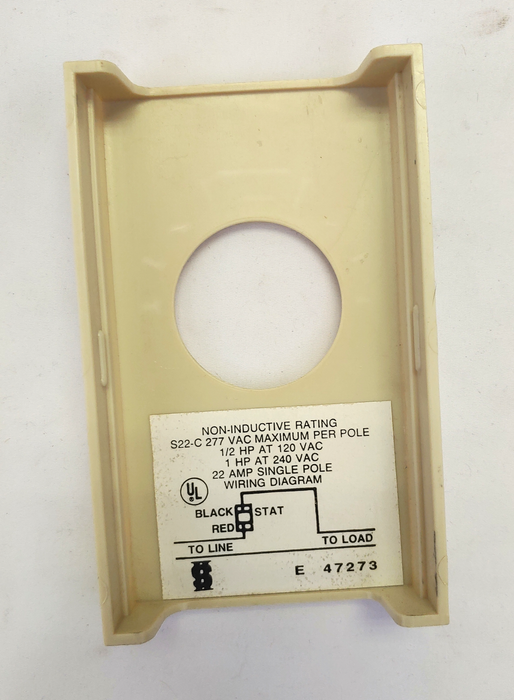 NON-INDUCTIVE RATING
S22-C 277 VAC MAXIMUM PER POLE
1/2 HP AT 120 VAC
1 HP AT 240 VAC
22 AMP SINGLE POLE
WIRING DIAGRAM
UL
BLACK STAT
RED
TO LINE TO LOAD
E 47273